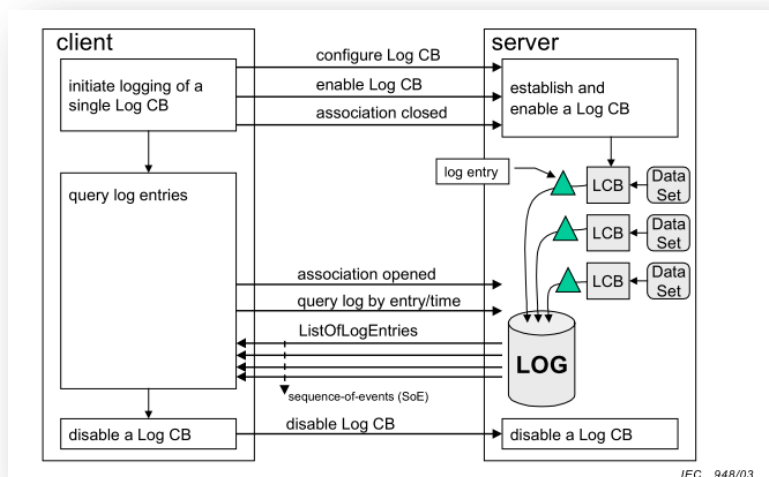 client
server
configure Log CB
initiate logging of a
single Log CB
enable Log CB
establish and
enable a Log CB
association closed
log entry
LCB
Data
Set
query log entries
LCB
Data
Set
association opened
LCB
Data
Set
query log by entry/time
ListOfLogEntries
LOG
sequence-of-events (SoE)
disable a Log CB
disable Log CB
disable a Log CB
IEC 948/03